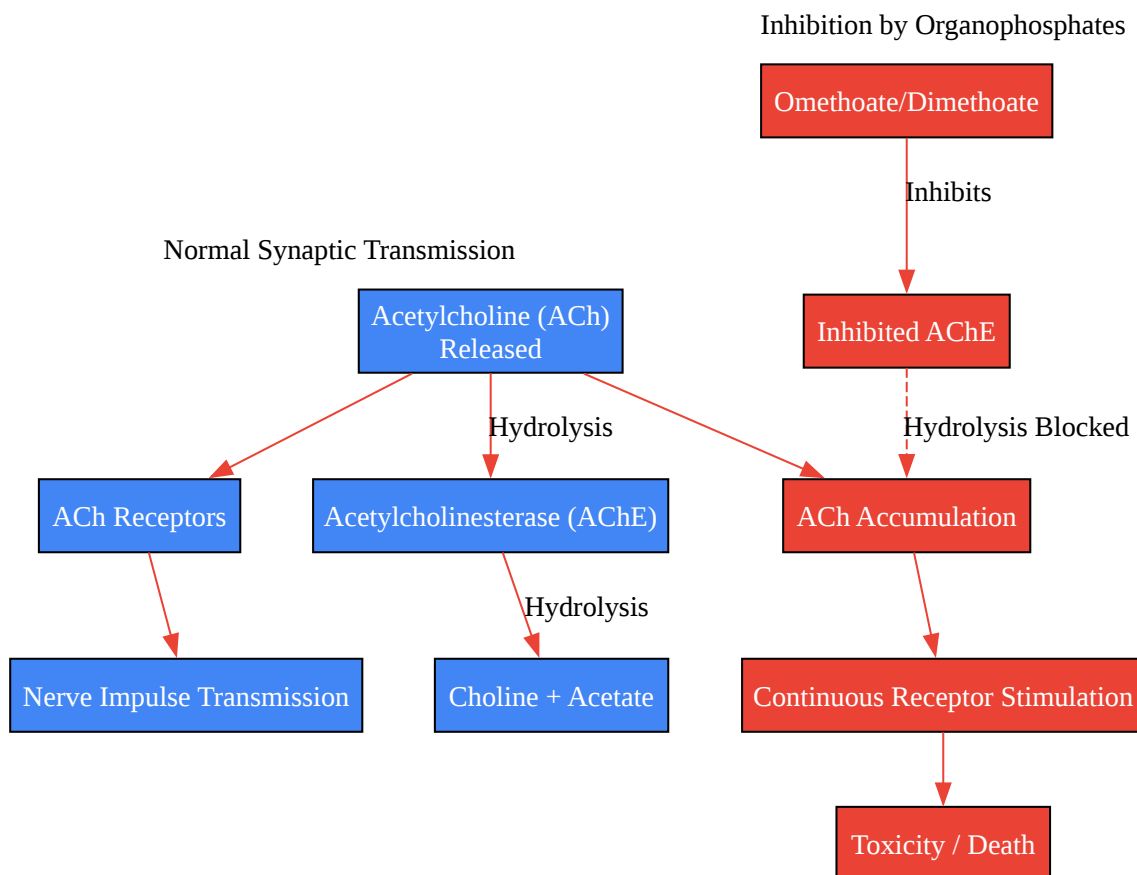 Inhibition by Organophosphates
Omethoate/Dimethoate
Inhibits
Normal Synaptic Transmission
Acetylcholine (ACh)
Released
Inhibited AChE
Hydrolysis
Hydrolysis Blocked
ACh Receptors
Acetylcholinesterase (AChE)
ACh Accumulation
Hydrolysis
Nerve Impulse Transmission
Choline + Acetate
Continuous Receptor Stimulation
Toxicity / Death